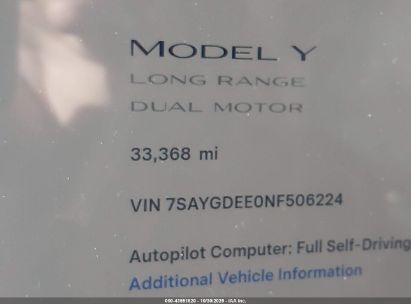 MODEL Y
LONG RANGE
DUAL MOTOR
33,368 mi
VIN 7SAYGDEE0NF506224
Autopilot Computer: Full Self-Driving
Additional Vehicle Information